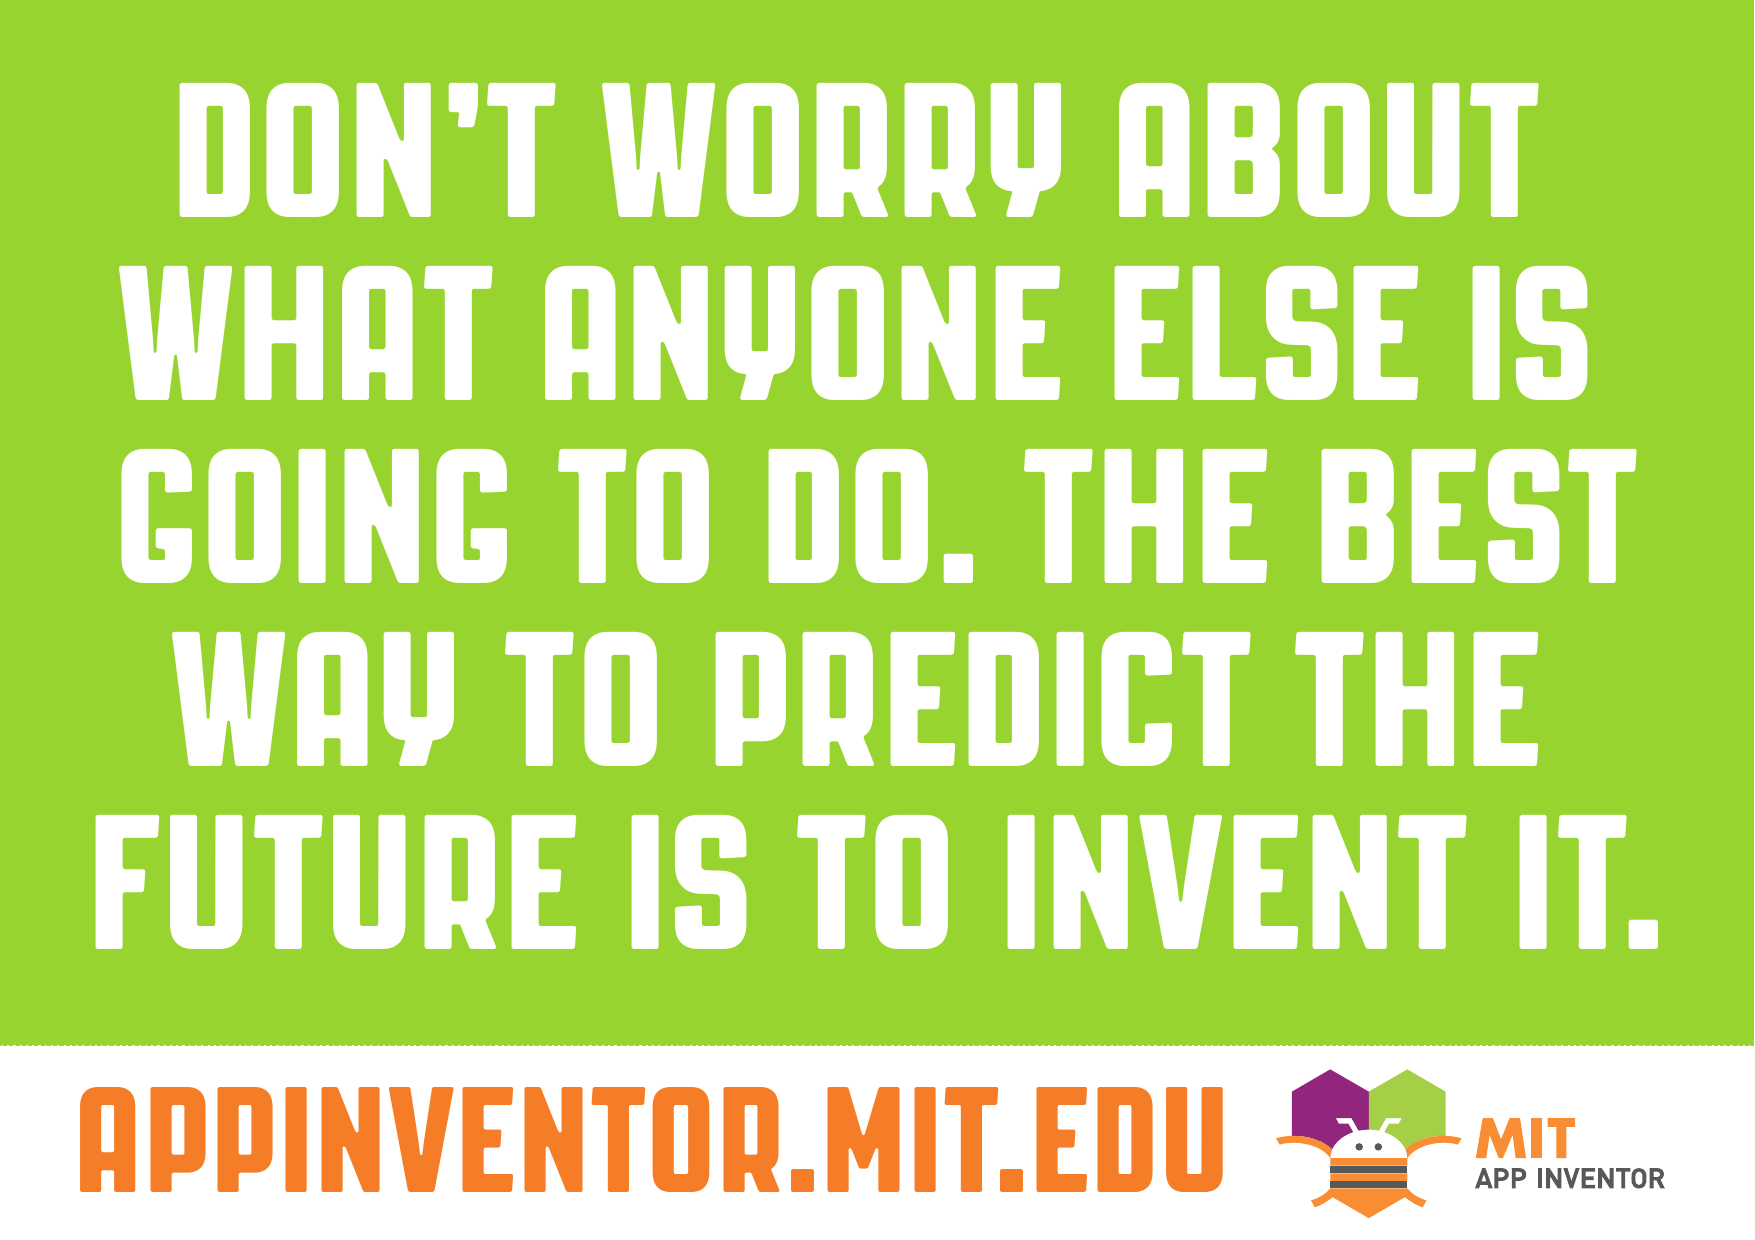 DON'T WORRY ABOUT
WHAT ANYONE ELSE IS
GOING TO DO. THE BEST
WAY TO PREDICT THE
FUTURE IS TO INVENT IT.
APPINVENTOR.MIT.EDU
MIT
APP INVENTOR